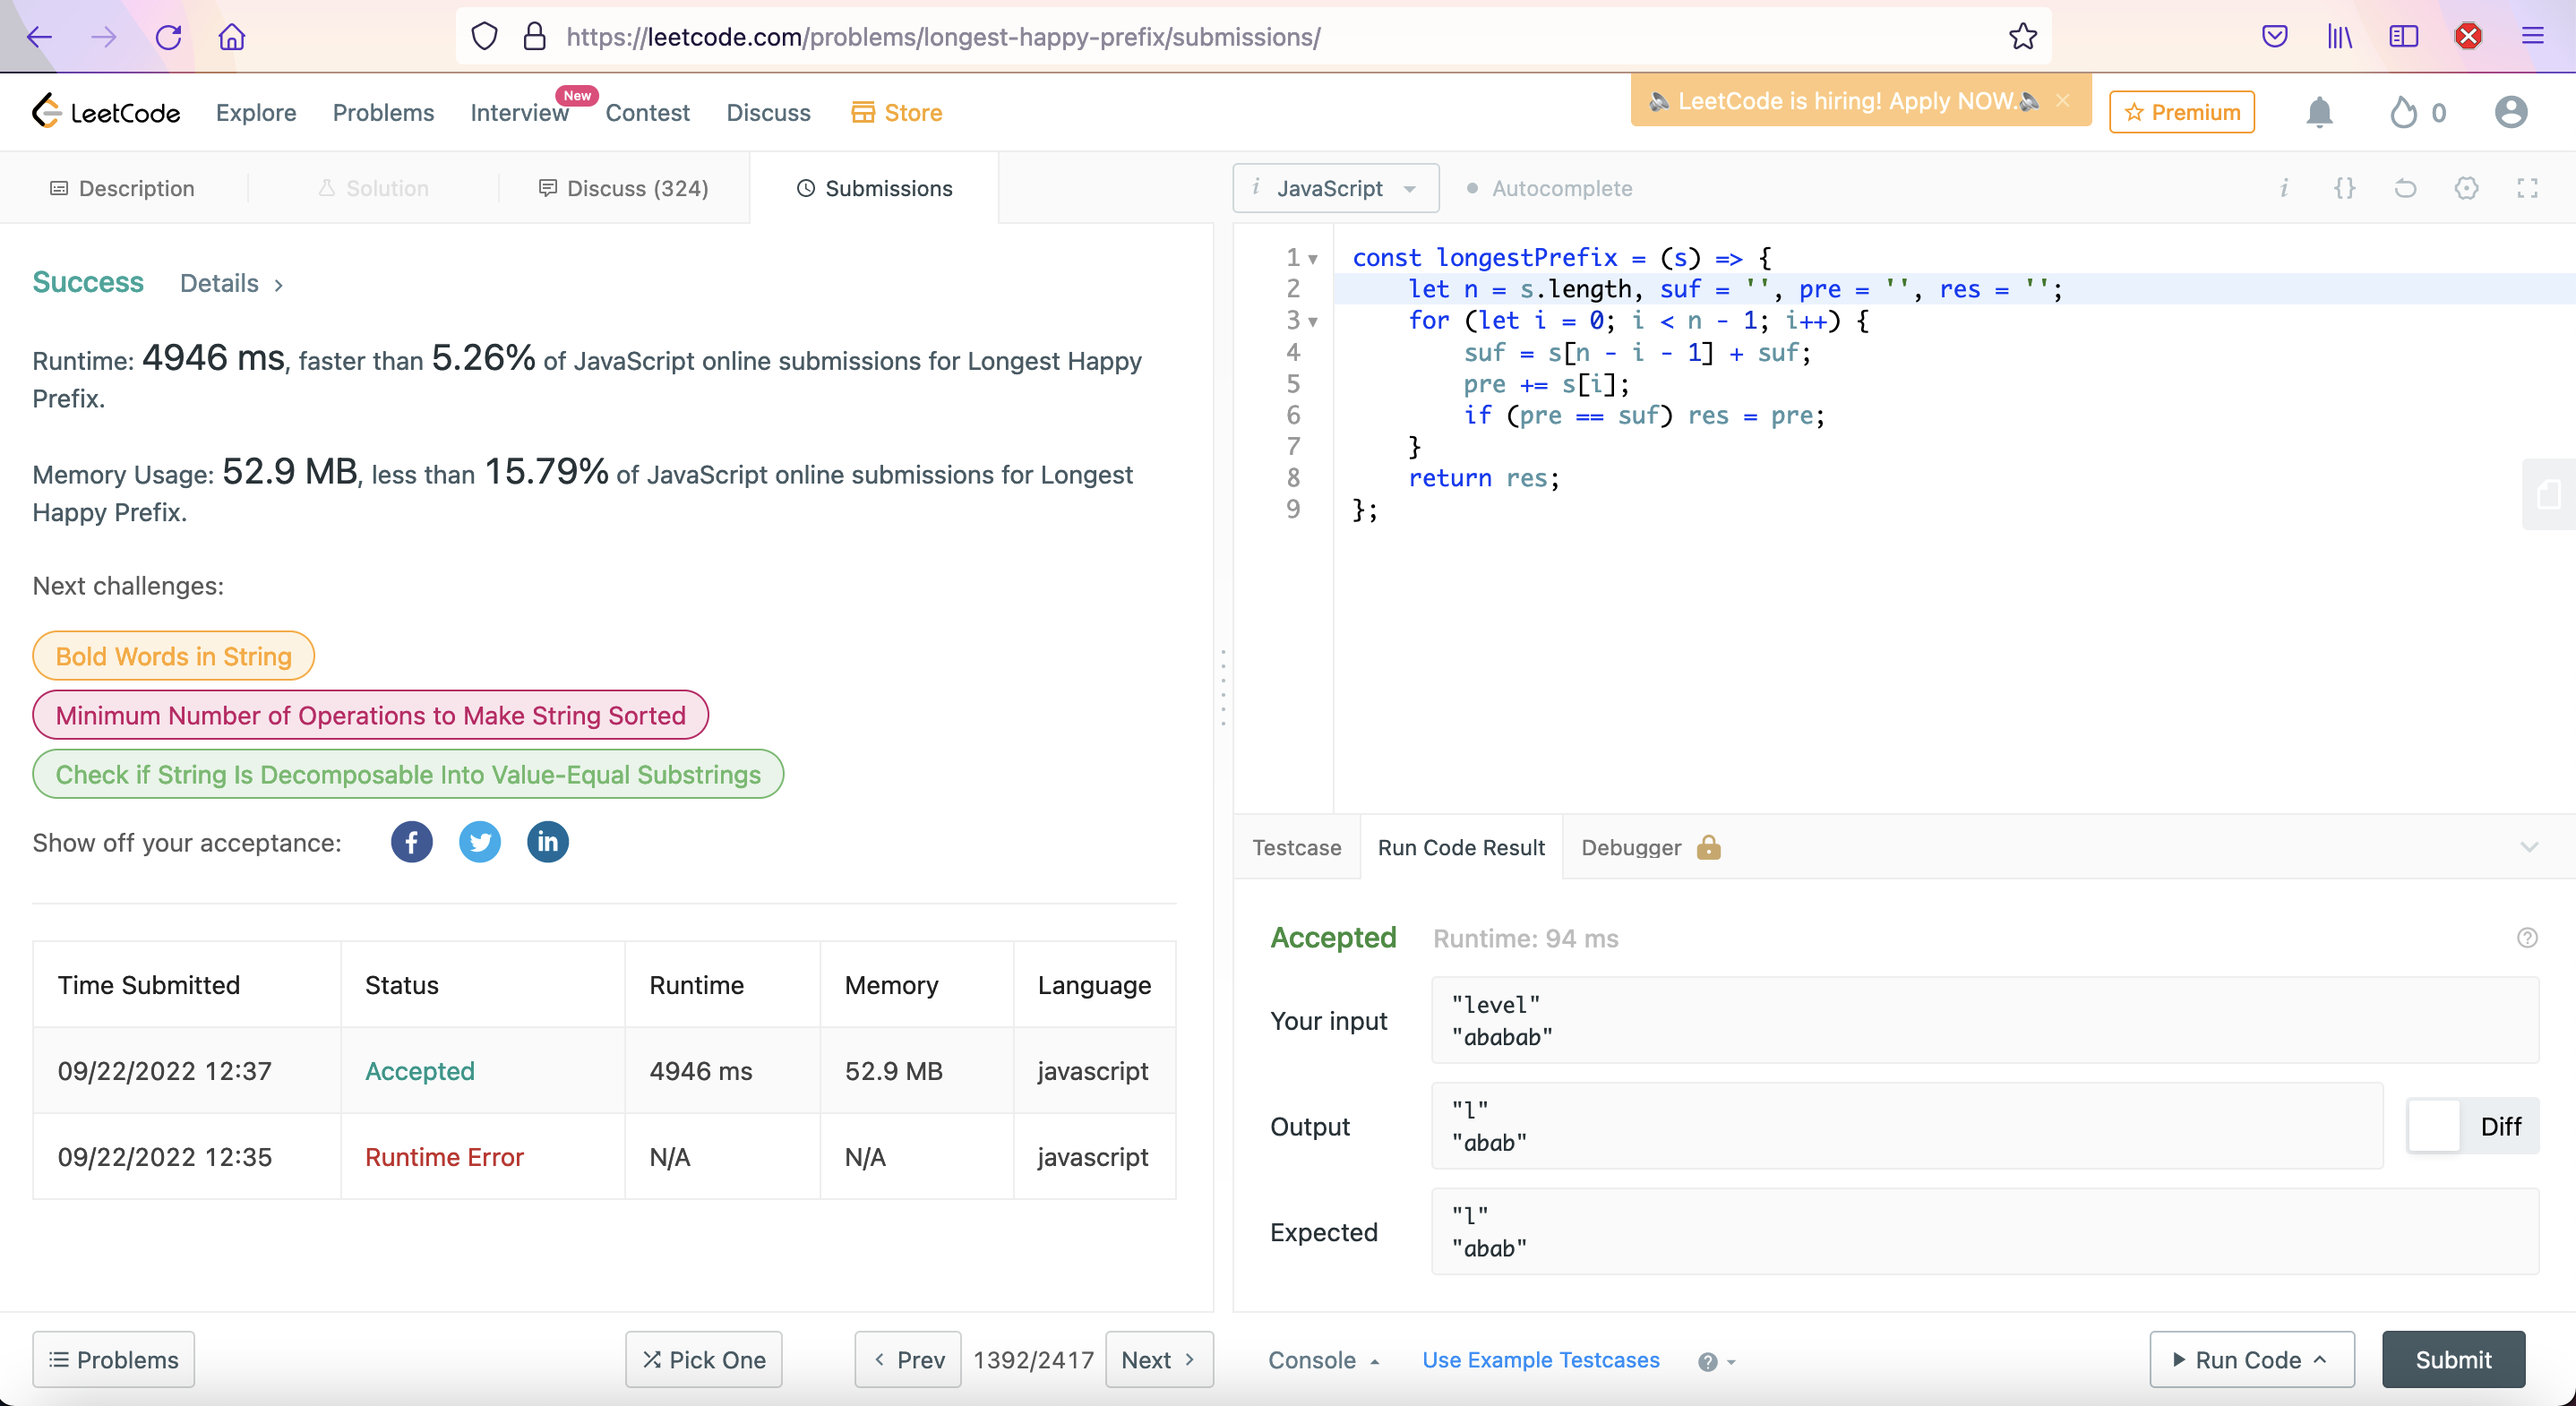 https://leetcode.com/problems/longest-happy-prefix/submissions/
LeetCode Explore Problems Interview New Contest Discuss Store
LeetCode is hiring! Apply NOW.
Premium 0
Description Solution Discuss (324) Submissions
Success Details
Runtime: 4946 ms, faster than 5.26% of JavaScript online submissions for Longest Happy
Prefix.
Memory Usage: 52.9 MB, less than 15.79% of JavaScript online submissions for Longest
Happy Prefix.
Next challenges:
Bold Words in String
Minimum Number of Operations to Make String Sorted
Check if String Is Decomposable Into Value-Equal Substrings
Show off your acceptance:
Time Submitted Status Runtime Memory Language
09/22/2022 12:37 Accepted 4946 ms 52.9 MB javascript
09/22/2022 12:35 Runtime Error N/A N/A javascript
Problems Pick One Prev 1392/2417 Next
i JavaScript Autocomplete i {}
1 const longestPrefix = (s) => {
2 let n = s.length, suf = '', pre = '', res = '';
3 for (let i = 0; i < n - 1; i++) {
4 suf = s[n - i - 1] + suf;
5 pre += s[i];
6 if (pre == suf) res = pre;
7 }
8 return res;
9 };
Testcase Run Code Result Debugger
Accepted Runtime: 94 ms
Your input
"level"
"ababab"
Output
"l"
"abab"
Diff
Expected
"l"
"abab"
Console Use Example Testcases Run Code Submit